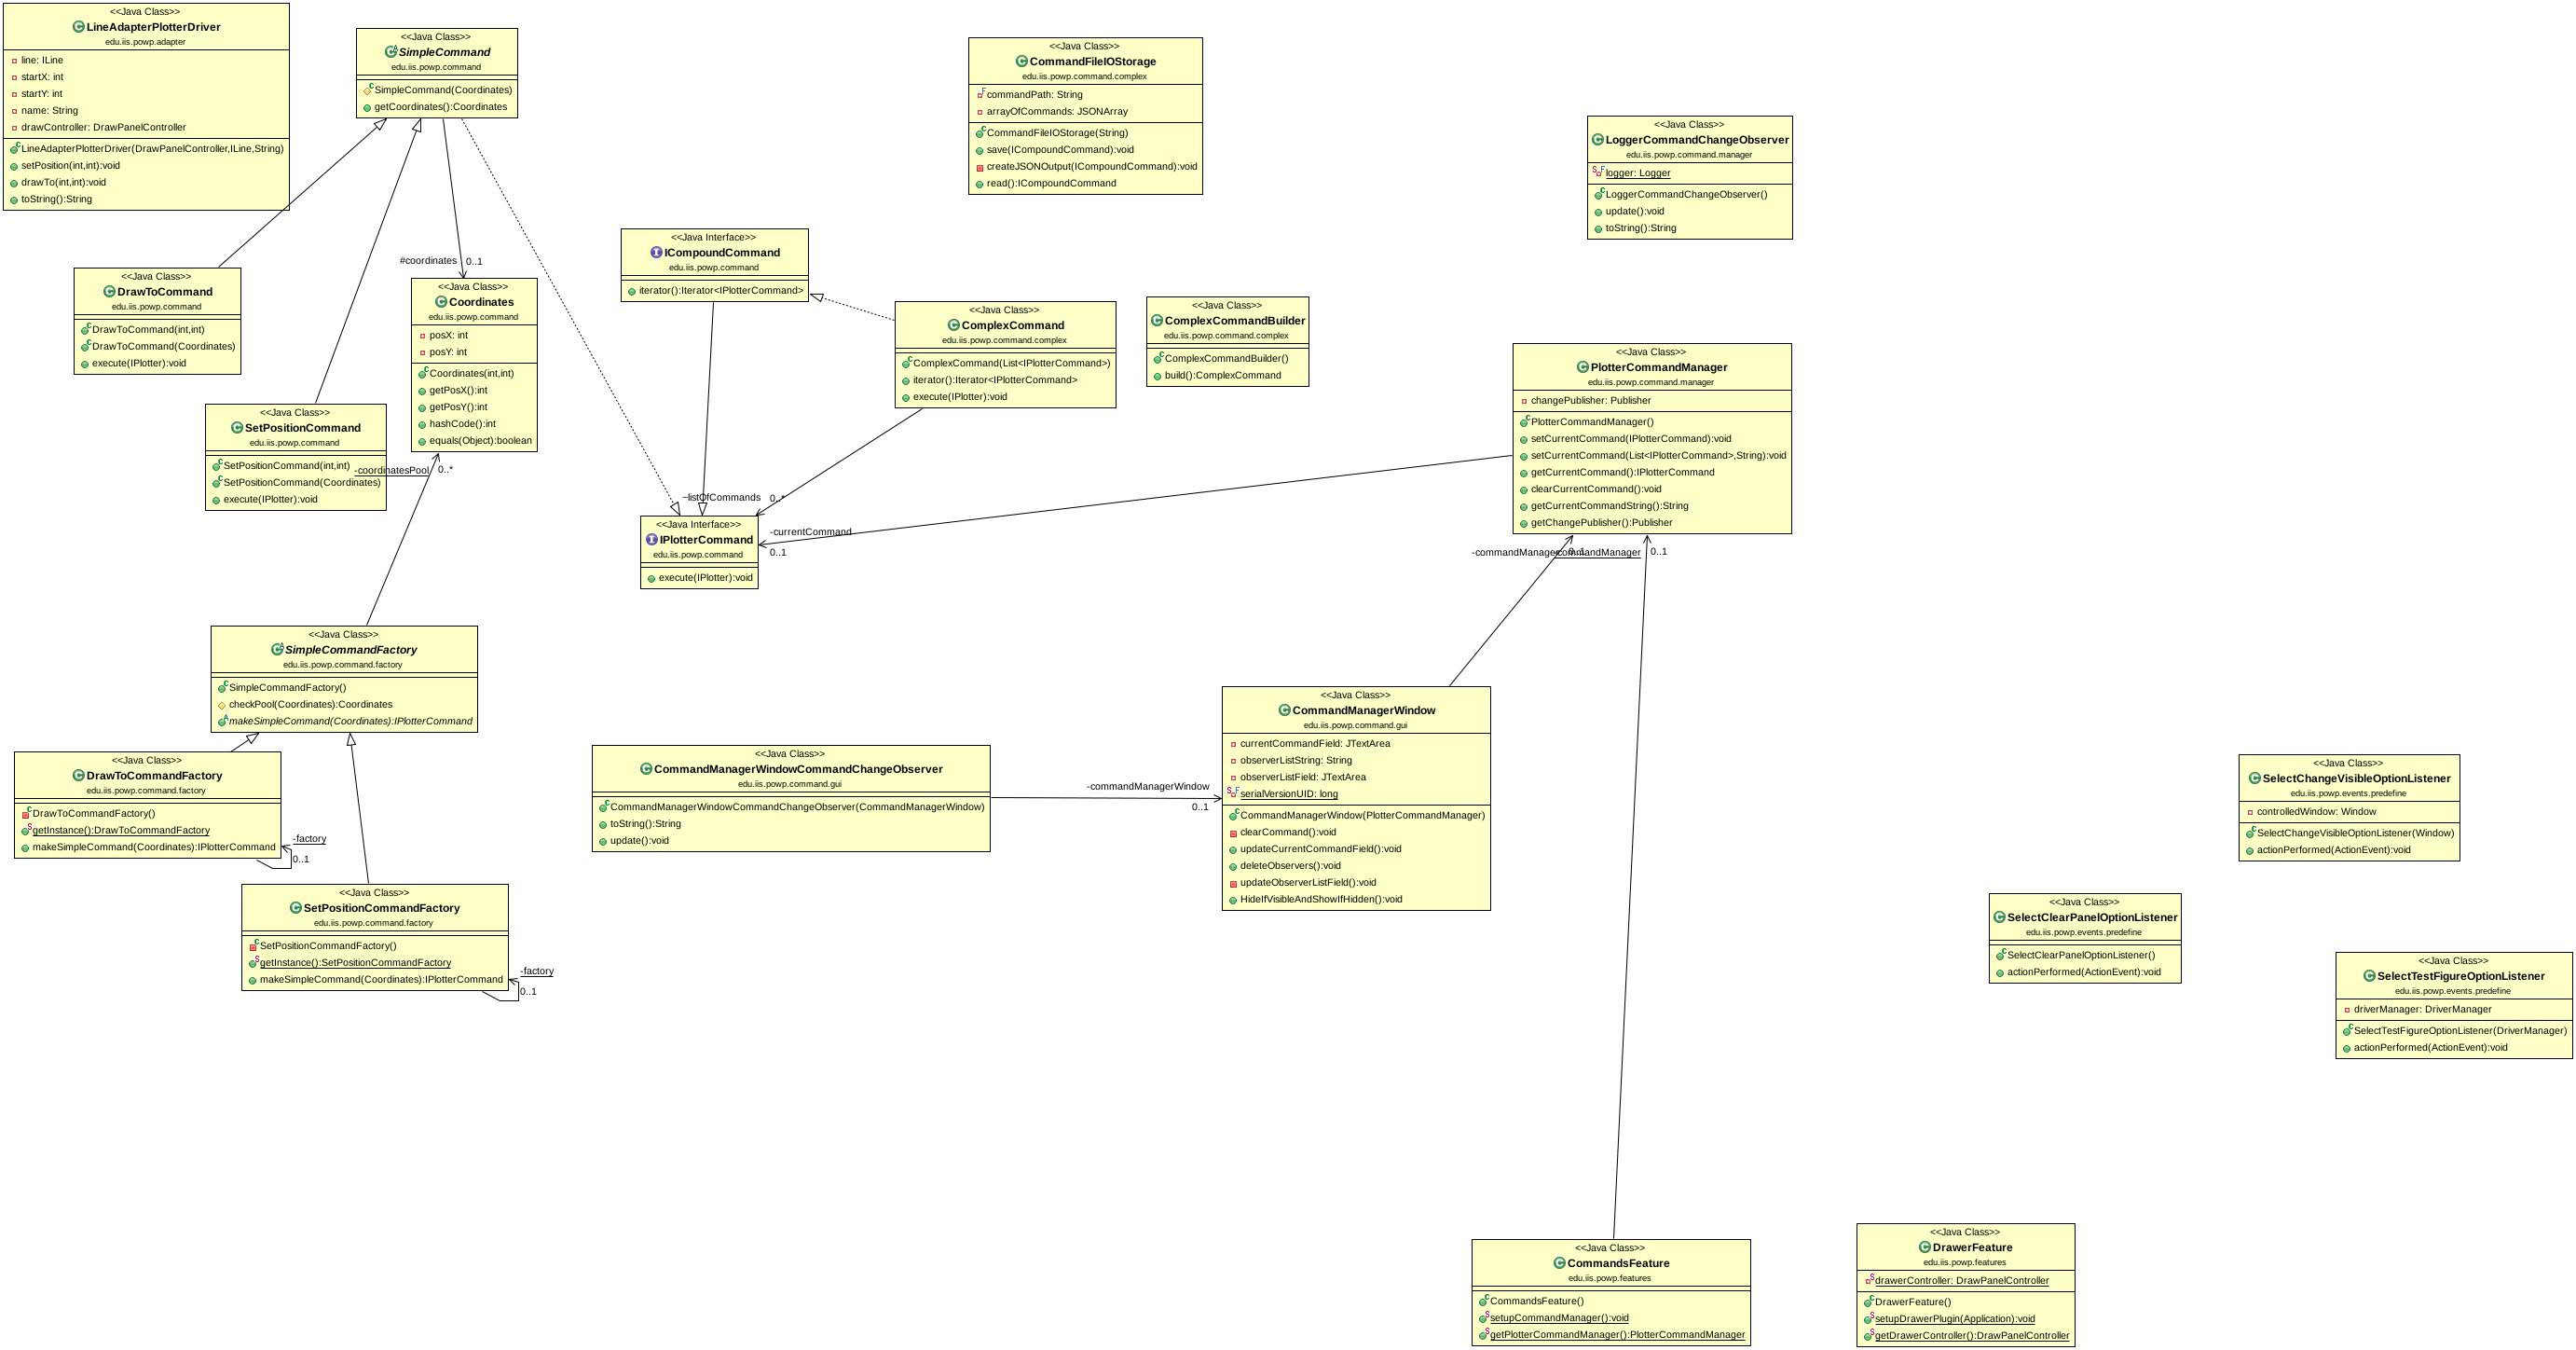 <<Java Class>>
LineAdapterPlotterDriver
edu.iis.powp.adapter
line: ILine
startX: int
startY: int
name: String
drawController: DrawPanelController
LineAdapterPlotterDriver(DrawPanelController,ILine,String)
setPosition(int,int):void
drawTo(int,int):void
toString():String
<<Java Class>>
SimpleCommand
edu.iis.powp.command
SimpleCommand(Coordinates)
getCoordinates():Coordinates
<<Java Class>>
CommandFileIOStorage
edu.iis.powp.command.complex
commandPath: String
arrayOfCommands: JSONArray
CommandFileIOStorage(String)
save(ICompoundCommand):void
createJSONOutput(ICompoundCommand):void
read():ICompoundCommand
<<Java Class>>
LoggerCommandChangeObserver
edu.iis.powp.command.manager
logger: Logger
LoggerCommandChangeObserver()
update():void
toString():String
<<Java Interface>>
ICompoundCommand
edu.iis.powp.command
iterator():Iterator<IPlotterCommand>
#coordinates
0..1
<<Java Class>>
DrawToCommand
edu.iis.powp.command
DrawToCommand(int,int)
DrawToCommand(Coordinates)
execute(IPlotter):void
<<Java Class>>
Coordinates
edu.iis.powp.command
posX: int
posY: int
Coordinates(int,int)
getPosX():int
getPosY():int
hashCode():int
equals(Object):boolean
<<Java Class>>
ComplexCommand
edu.iis.powp.command.complex
ComplexCommand(List<IPlotterCommand>)
iterator():Iterator<IPlotterCommand>
execute(IPlotter):void
<<Java Class>>
ComplexCommandBuilder
edu.iis.powp.command.complex
ComplexCommandBuilder()
build():ComplexCommand
<<Java Class>>
PlotterCommandManager
edu.iis.powp.command.manager
changePublisher: Publisher
PlotterCommandManager()
setCurrentCommand(IPlotterCommand):void
setCurrentCommand(List<IPlotterCommand>,String):void
getCurrentCommand():IPlotterCommand
clearCurrentCommand():void
getCurrentCommandString():String
getChangePublisher():Publisher
<<Java Class>>
SetPositionCommand
edu.iis.powp.command
SetPositionCommand(int,int)
SetPositionCommand(Coordinates)
execute(IPlotter):void
-coordinatesPool
0..*
~listOfCommands
0..*
<<Java Interface>>
IPlotterCommand
edu.iis.powp.command
execute(IPlotter):void
-currentCommand
0..1
-commandManager
0..1
-commandManager
0..1
<<Java Class>>
SimpleCommandFactory
edu.iis.powp.command.factory
SimpleCommandFactory()
checkPool(Coordinates):Coordinates
makeSimpleCommand(Coordinates):IPlotterCommand
<<Java Class>>
DrawToCommandFactory
edu.iis.powp.command.factory
DrawToCommandFactory()
getInstance():DrawToCommandFactory
makeSimpleCommand(Coordinates):IPlotterCommand
-factory
0..1
<<Java Class>>
SetPositionCommandFactory
edu.iis.powp.command.factory
SetPositionCommandFactory()
getInstance():SetPositionCommandFactory
makeSimpleCommand(Coordinates):IPlotterCommand
-factory
0..1
<<Java Class>>
CommandManagerWindowCommandChangeObserver
edu.iis.powp.command.gui
CommandManagerWindowCommandChangeObserver(CommandManagerWindow)
toString():String
update():void
-commandManagerWindow
0..1
<<Java Class>>
CommandManagerWindow
edu.iis.powp.command.gui
currentCommandField: JTextArea
observerListString: String
observerListField: JTextArea
serialVersionUID: long
CommandManagerWindow(PlotterCommandManager)
clearCommand():void
updateCurrentCommandField():void
deleteObservers():void
updateObserverListField():void
HideIfVisibleAndShowIfHidden():void
<<Java Class>>
SelectChangeVisibleOptionListener
edu.iis.powp.events.predefine
controlledWindow: Window
SelectChangeVisibleOptionListener(Window)
actionPerformed(ActionEvent):void
<<Java Class>>
SelectClearPanelOptionListener
edu.iis.powp.events.predefine
SelectClearPanelOptionListener()
actionPerformed(ActionEvent):void
<<Java Class>>
SelectTestFigureOptionListener
edu.iis.powp.events.predefine
driverManager: DriverManager
SelectTestFigureOptionListener(DriverManager)
actionPerformed(ActionEvent):void
<<Java Class>>
CommandsFeature
edu.iis.powp.features
CommandsFeature()
setupCommandManager():void
getPlotterCommandManager():PlotterCommandManager
<<Java Class>>
DrawerFeature
edu.iis.powp.features
drawerController: DrawPanelController
DrawerFeature()
setupDrawerPlugin(Application):void
getDrawerController():DrawPanelController